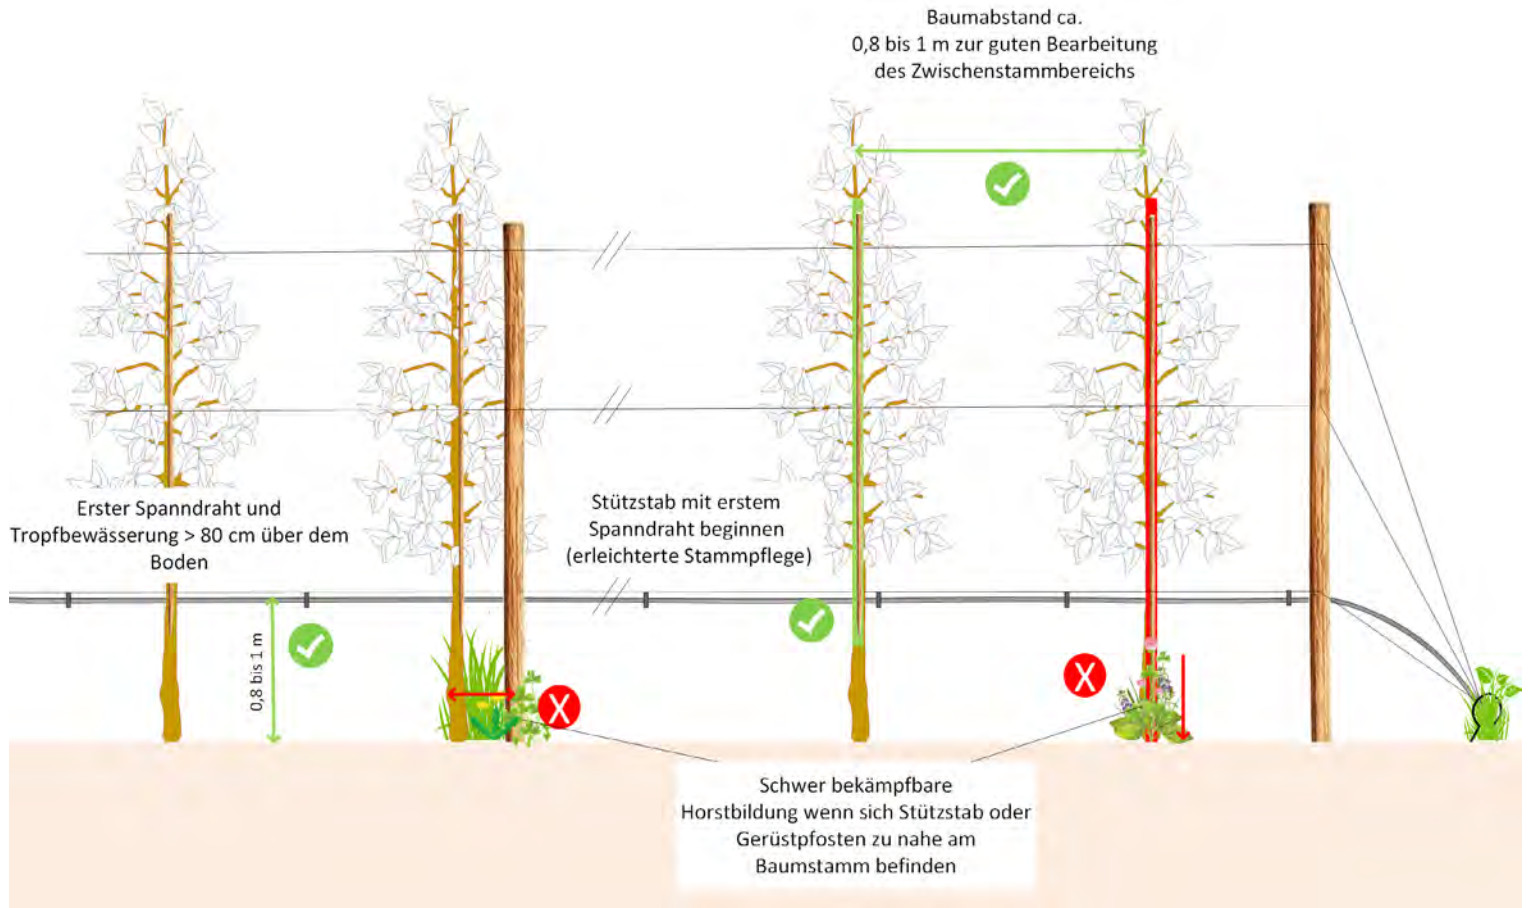 Baumabstand ca.
0,8 bis 1 m zur guten Bearbeitung
des Zwischenstammbereichs
Erster Spanndraht und
Tropfbewässerung > 80 cm über dem
Boden
Stützstab mit erstem
Spanndraht beginnen
(erleichterte Stammpflege)
0,8 bis 1 m
X
X
Schwer bekämpfbare
Horstbildung wenn sich Stützstab oder
Gerüstpfosten zu nahe am
Baumstamm befinden